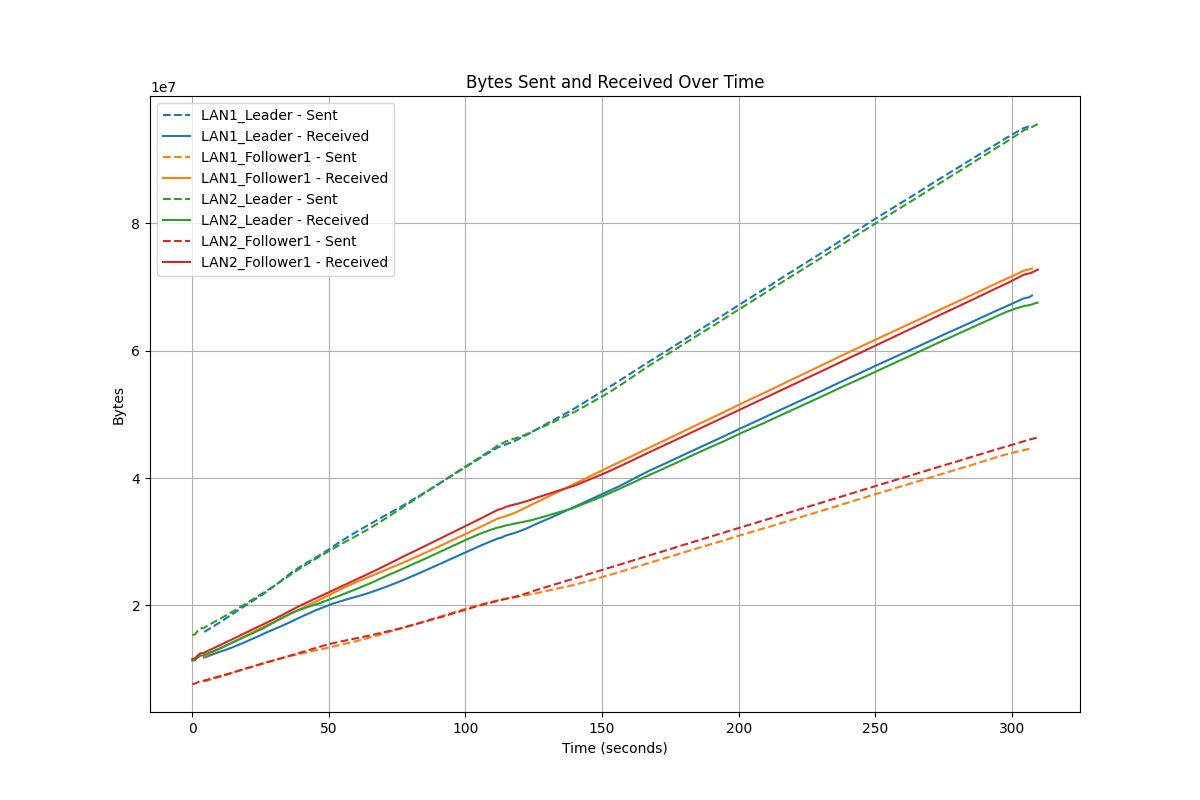 Bytes Sent and Received Over Time
1e7
LAN1_Leader - Sent
LAN1_Leader - Received
LAN1_Follower1 - Sent
LAN1_Follower1 - Received
LAN2_Leader - Sent
LAN2_Leader - Received
LAN2_Follower1 - Sent
LAN2_Follower1 - Received
8
6
4
2
Bytes
0 50 100 150 200 250 300
Time (seconds)